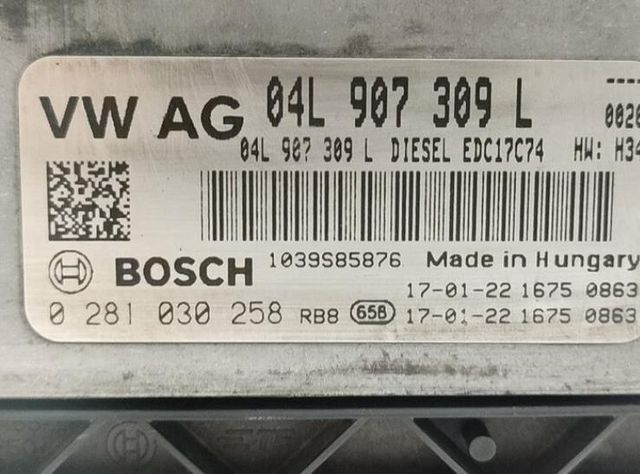 VW AG 04L 907 309 L ----
04L 907 309 L DIESEL EDC17C74 HW: H34
BOSCH 1039S85876 Made in Hungary
17-01-22 1675 0863
0 281 030 258 RB8 65B 17-01-22 1675 0863